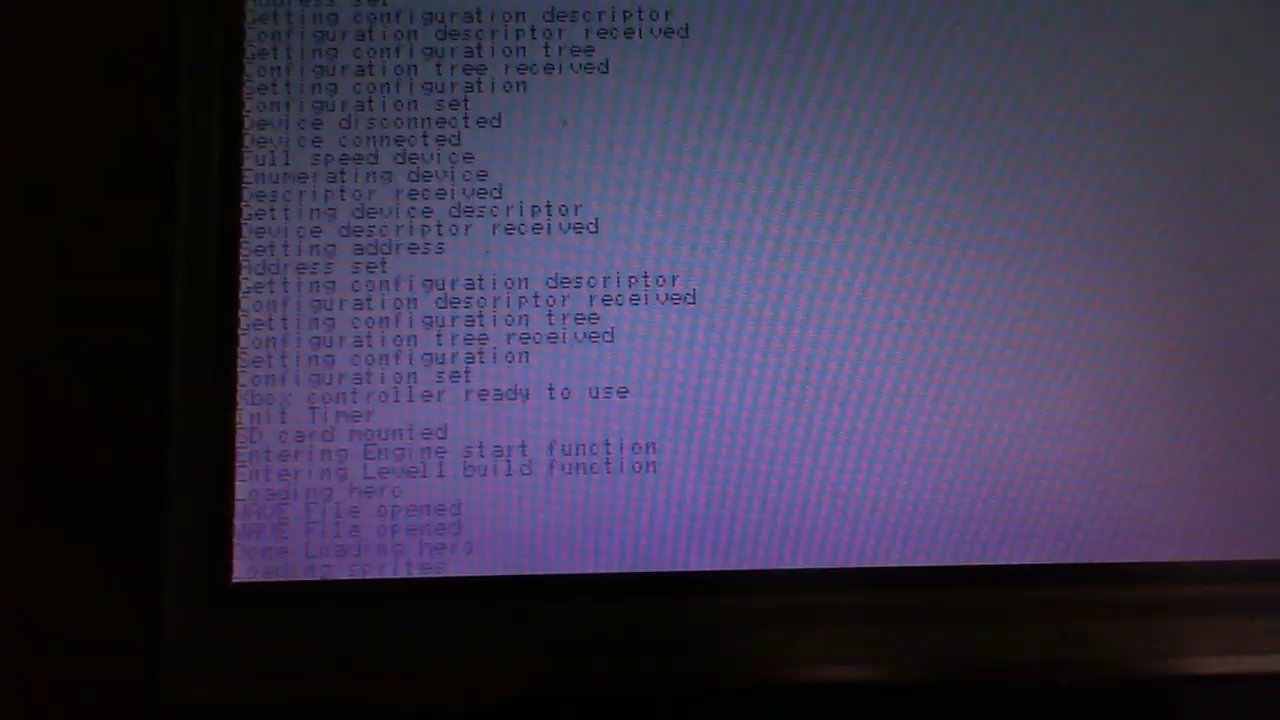 Address set
Getting configuration descriptor
Configuration descriptor received
Getting configuration tree
Configuration tree received
Setting configuration
Configuration set
Device disconnected
Device connected
Full speed device
Enumerating device
Descriptor received
Getting device descriptor
Device descriptor received
Setting address
Address set
Getting configuration descriptor
Configuration descriptor received
Getting configuration tree
Configuration tree received
Setting configuration
Configuration set
Xbox controller ready to use
Init Timer
SD card mounted
Entering Engine start function
Entering Level1 build function
Loading hero
WAVE File opened
WAVE File opened
Done Loading hero
Loading sprites